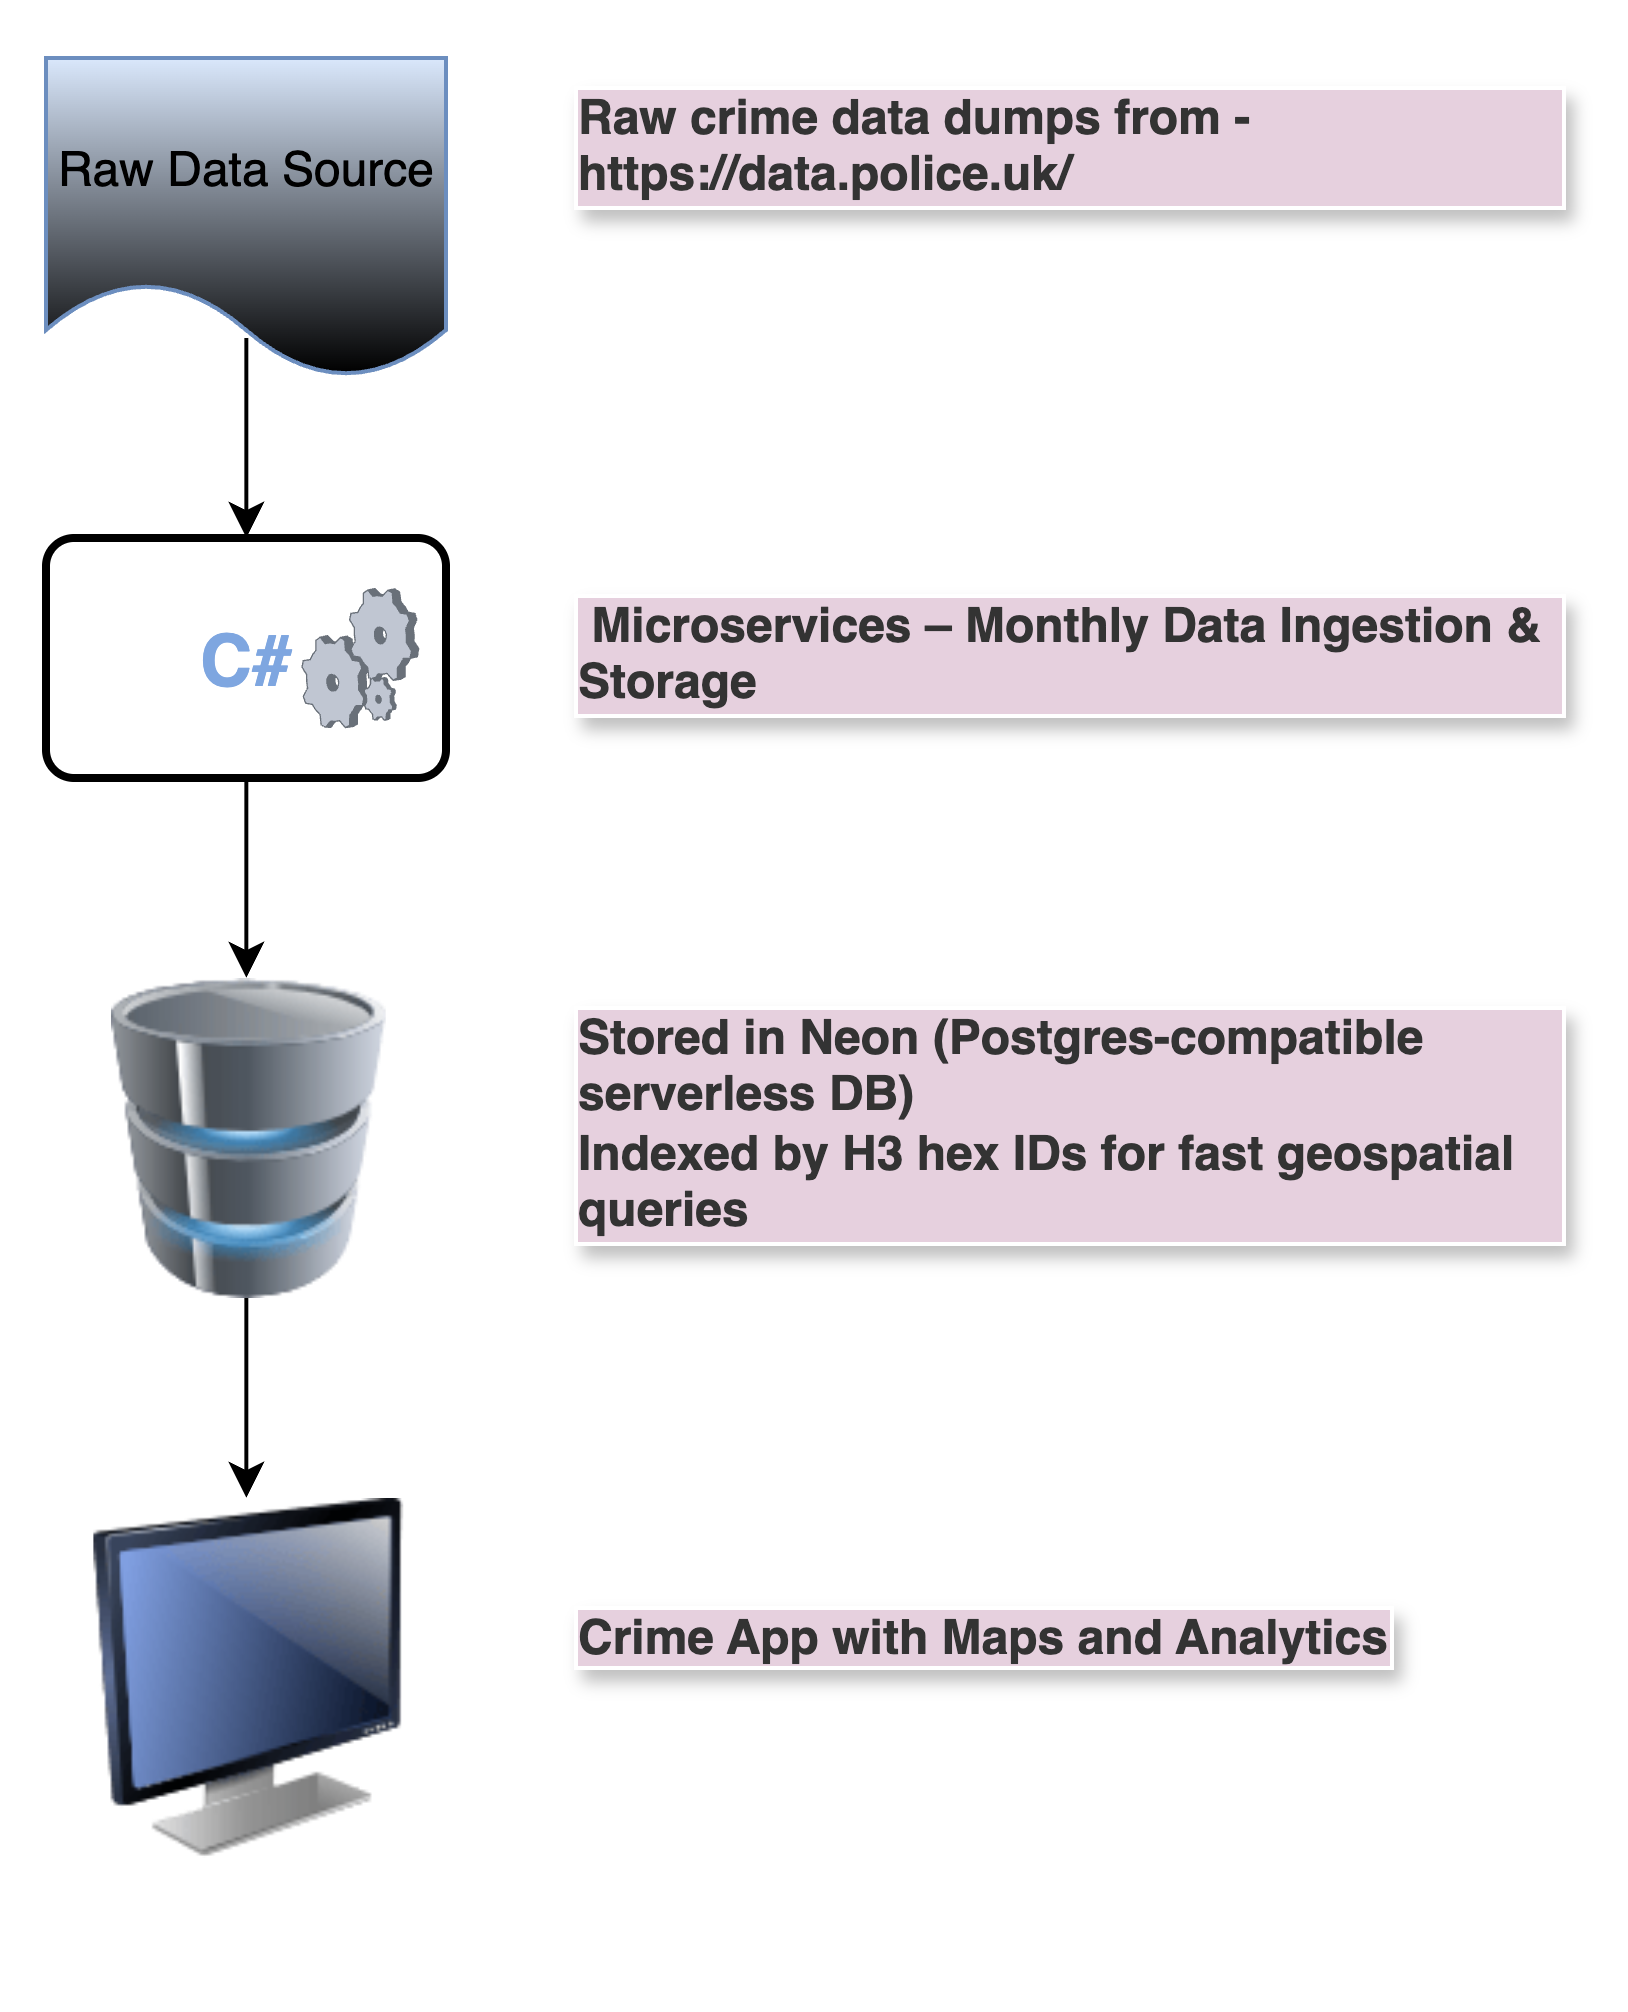 Raw Data Source
Raw crime data dumps from -
https://data.police.uk/
C#
Microservices – Monthly Data Ingestion &
Storage
Stored in Neon (Postgres-compatible
serverless DB)
Indexed by H3 hex IDs for fast geospatial
queries
Crime App with Maps and Analytics